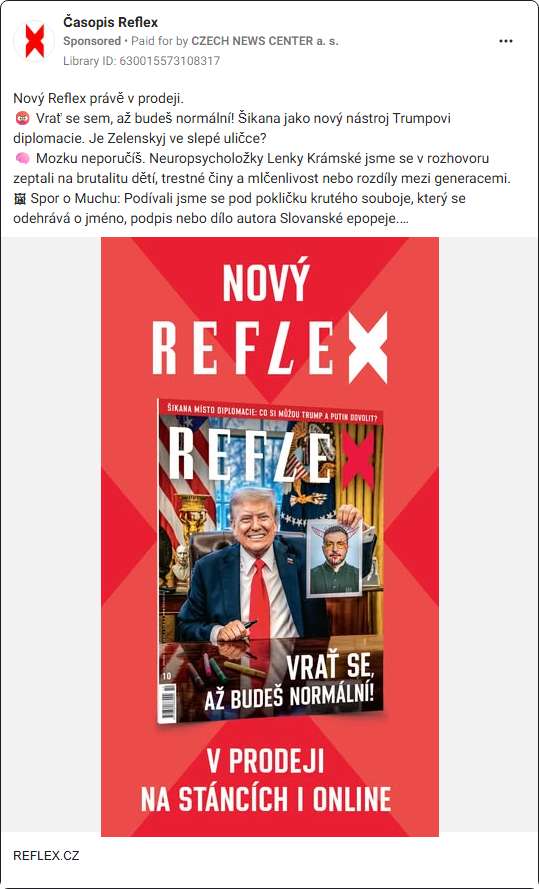 Časopis Reflex
Sponsored • Paid for by CZECH NEWS CENTER a. s.
Library ID: 630015573108317
Nový Reflex právě v prodeji.
Vrať se sem, až budeš normální! Šikana jako nový nástroj Trumpovi
diplomacie. Je Zelenskyj ve slepé uličce?
Mozku neporučíš. Neuropsycholožky Lenky Krámské jsme se v rozhovoru
zeptali na brutalitu dětí, trestné činy a mlčenlivost nebo rozdíly mezi generacemi.
Spor o Muchu: Podívali jsme se pod pokličku krutého souboje, který se
odehrává o jméno, podpis nebo dílo autora Slovanské epopeje....
NOVÝ
REFLEX
ŠIKANA MÍSTO DIPLOMACIE: CO SI MŮŽOU TRUMP A PUTIN DOVOLIT?
REFLEX
VRAŤ SE,
AŽ BUDEŠ NORMÁLNÍ!
10
V PRODEJI
NA STÁNCÍCH I ONLINE
REFLEX.CZ